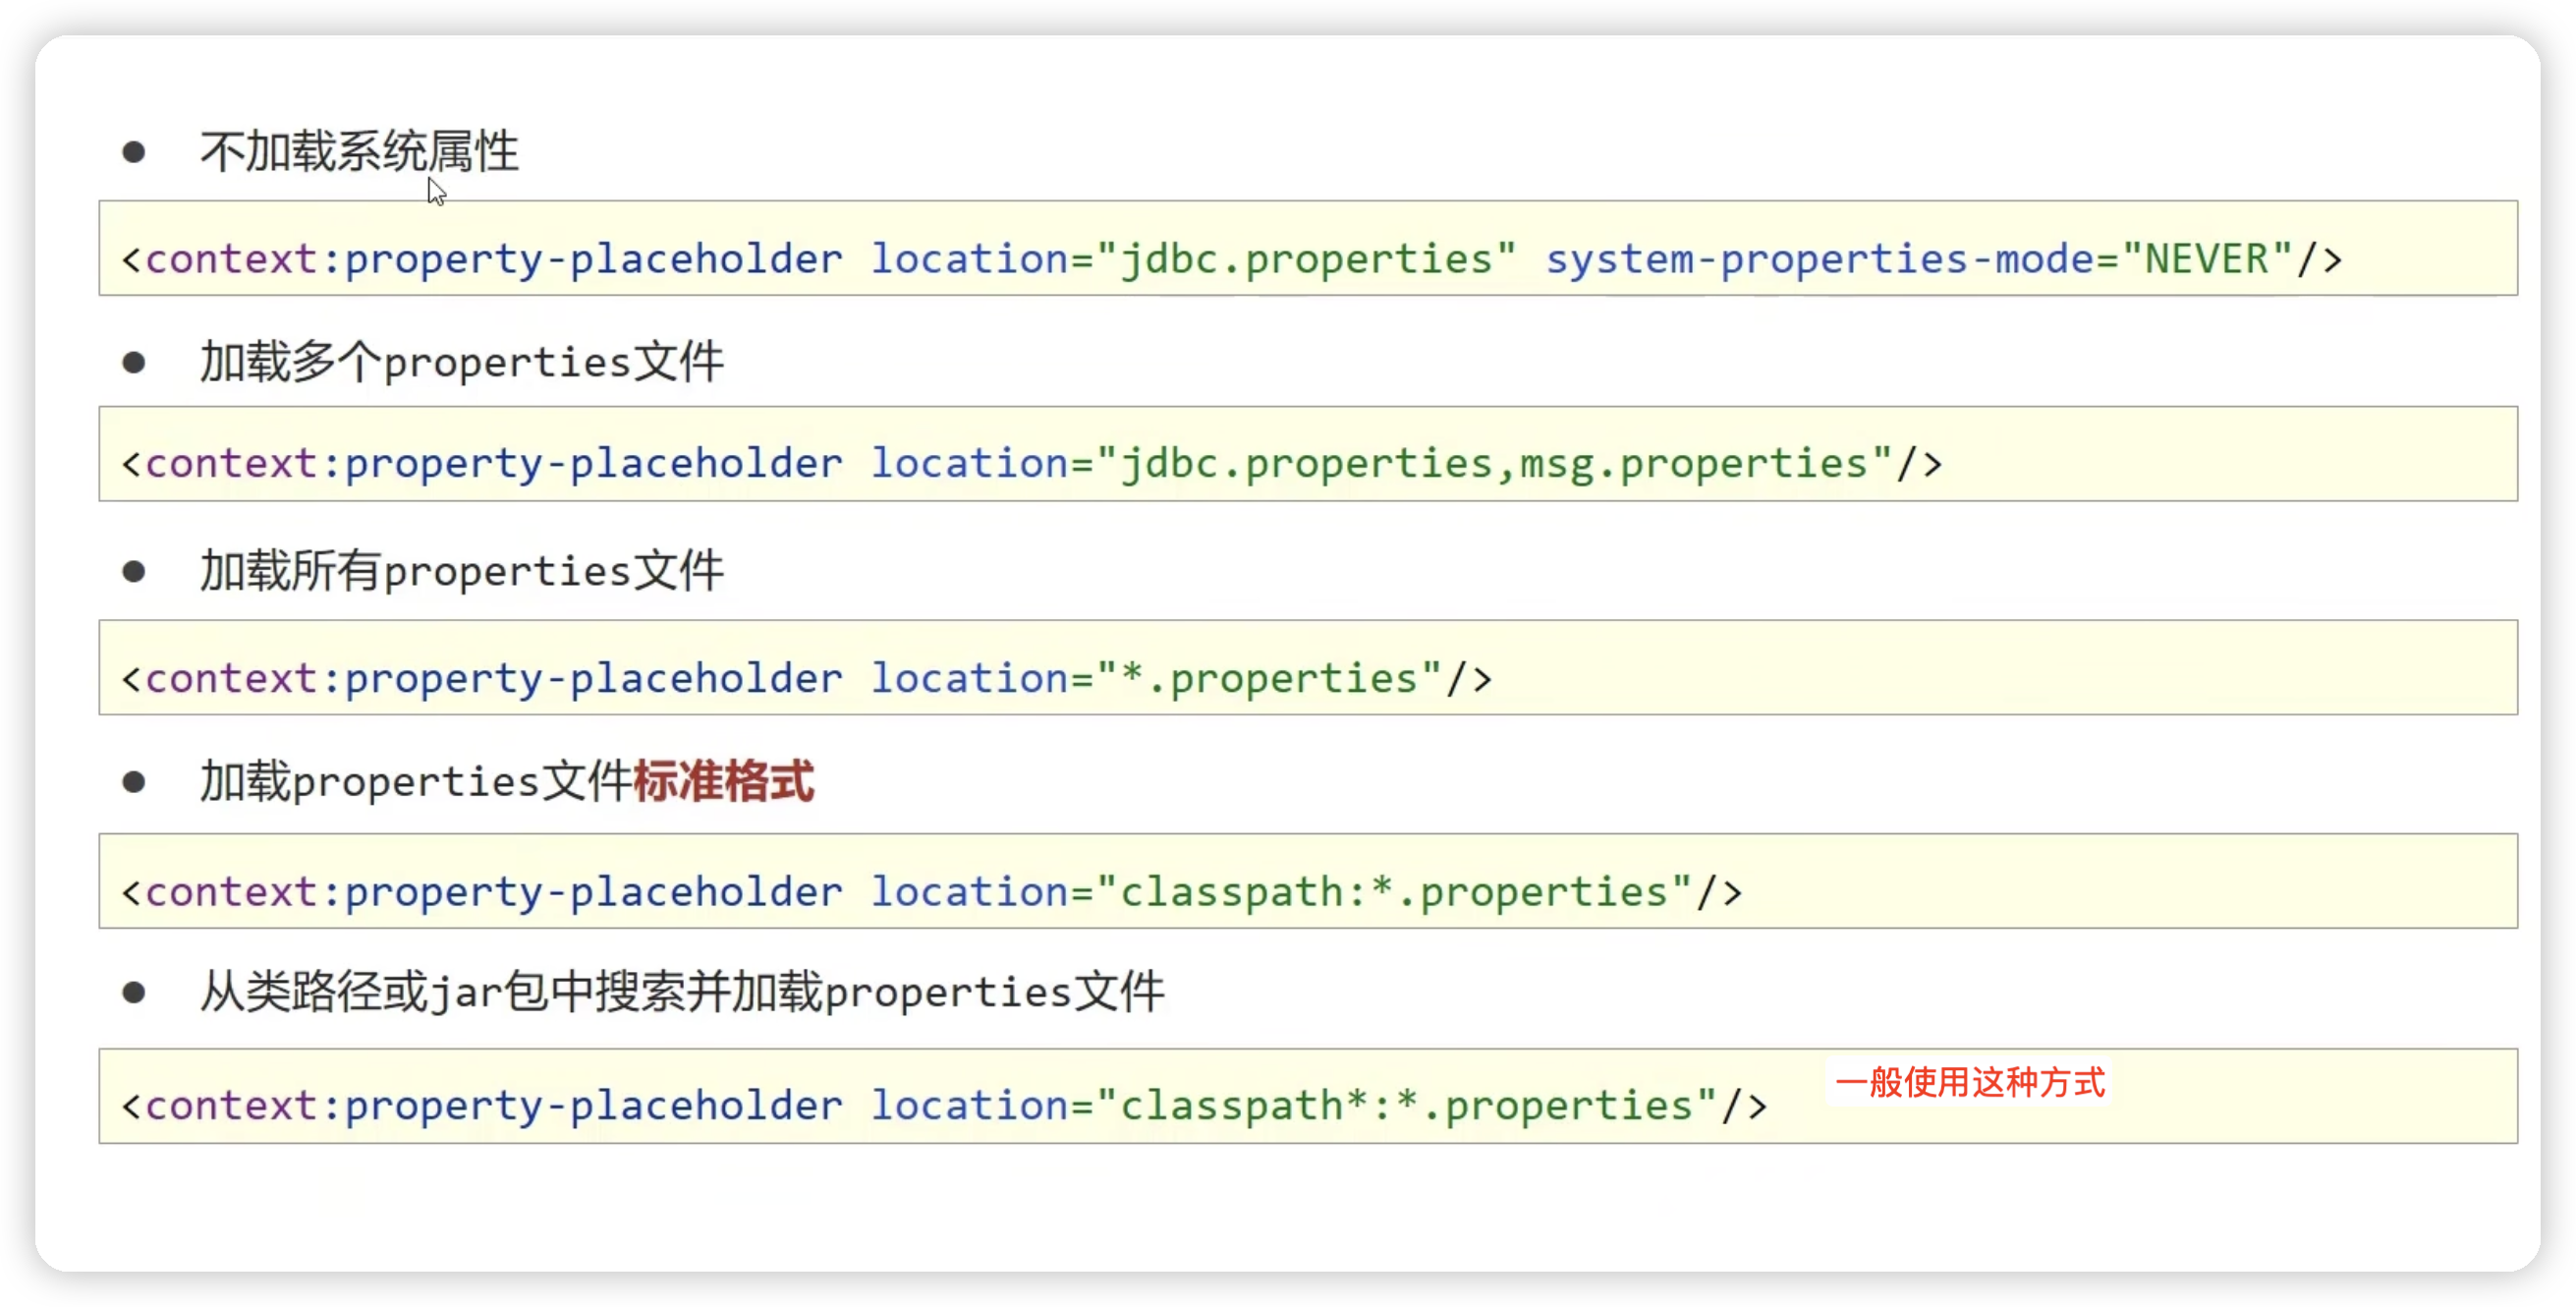 ● 不加载系统属性
<context:property-placeholder location="jdbc.properties" system-properties-mode="NEVER"/>
● 加载多个properties文件
<context:property-placeholder location="jdbc.properties,msg.properties"/>
● 加载所有properties文件
<context:property-placeholder location="*.properties"/>
● 加载properties文件标准格式
<context:property-placeholder location="classpath:*.properties"/>
● 从类路径或jar包中搜索并加载properties文件
<context:property-placeholder location="classpath*:*.properties"/> 一般使用这种方式